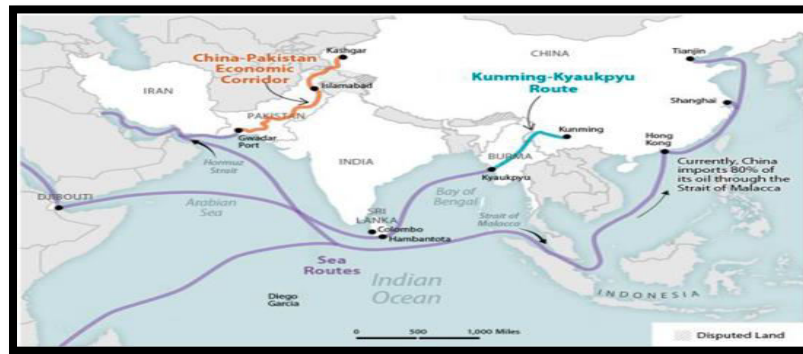 China-Pakistan
Economic
Corridor
Kashgar
CHINA
Tianjin
Kunming-Kyaukpyu
Route
IRAN
Islamabad
PAKISTAN
Shanghai
Gwadar
Port
Kunming
Hong
Kong
Hormuz
Strait
INDIA
BURMA
Kyaukpyu
Currently, China
imports 80% of
its oil through the
Strait of Malacca
DJIBOUTI
Arabian
Sea
Bay of
Bengal
SRI
LANKA
Colombo
Hambantota
Strait of
Malacca
Sea
Routes
Indian
Ocean
Diego
Garcia
INDONESIA
0 500 1,000 Miles
Disputed Land